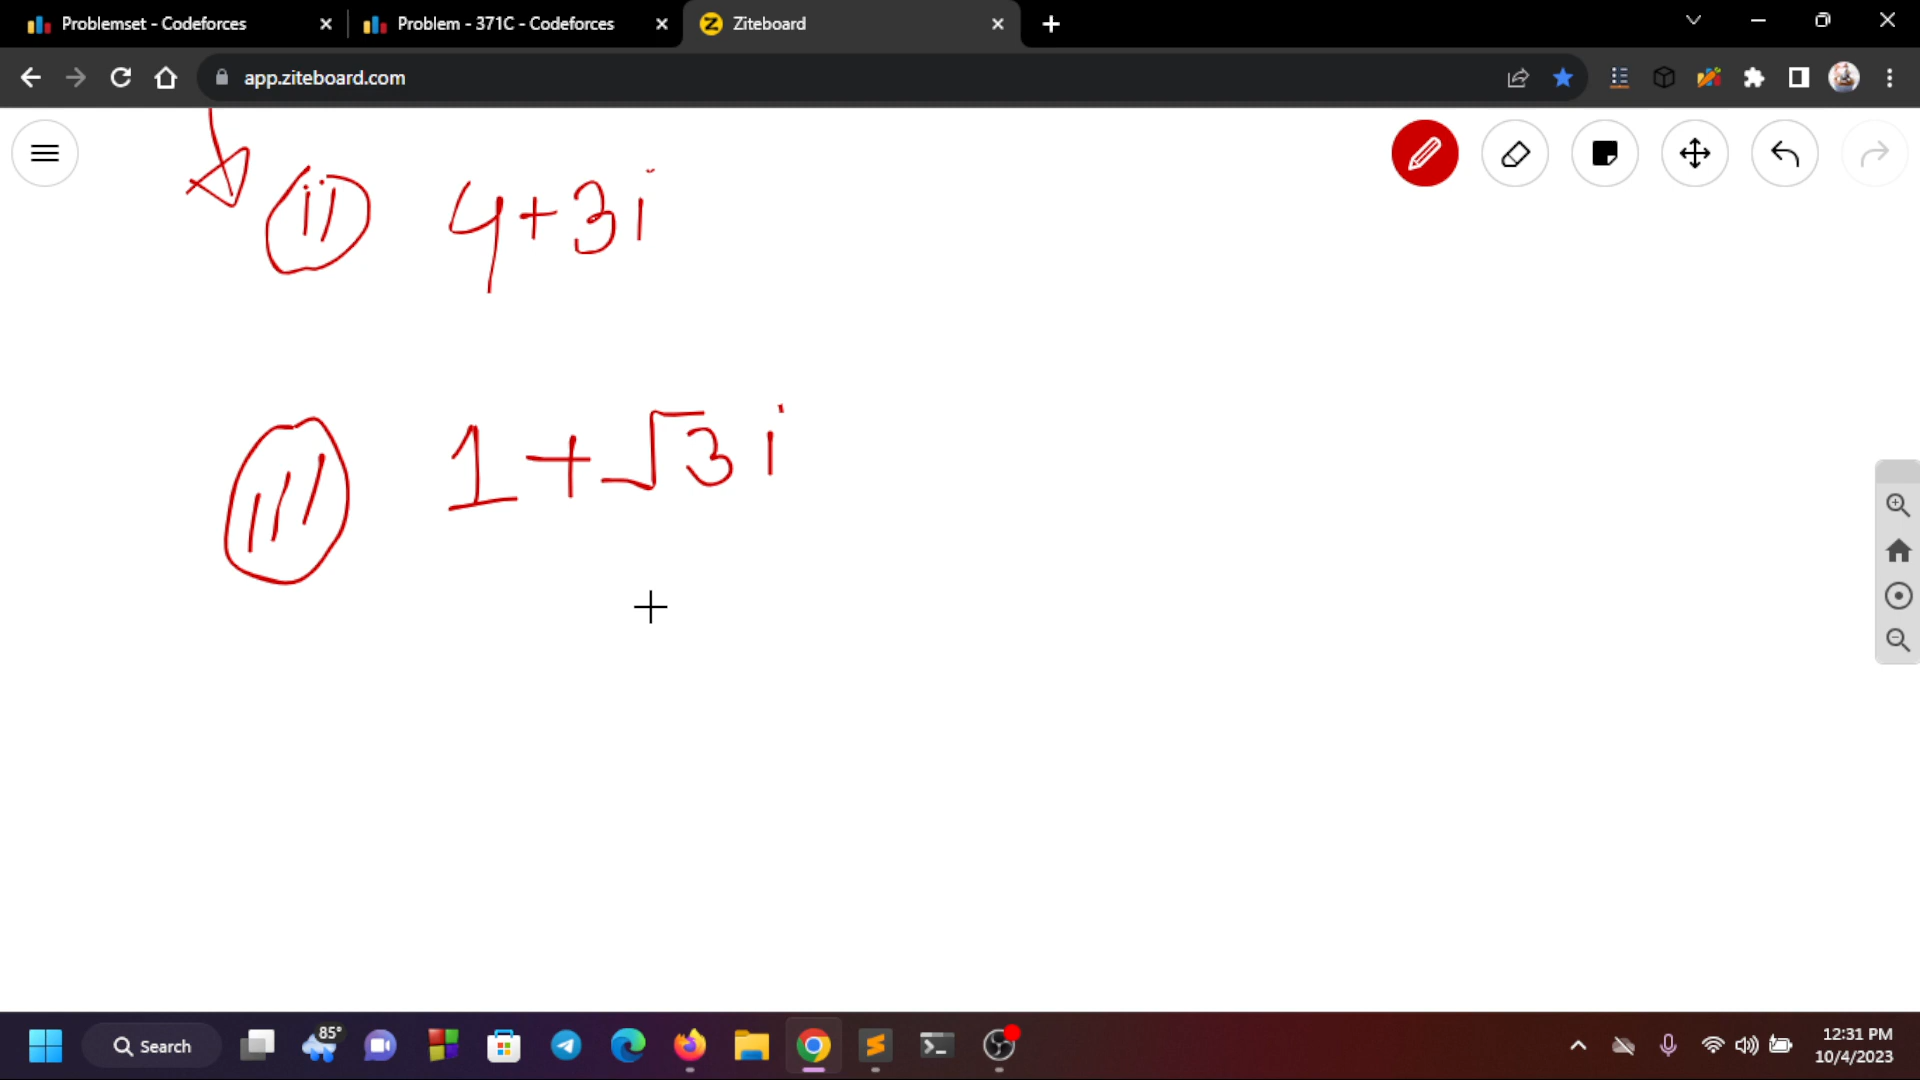 Problemset - Codeforces
Problem - 371C - Codeforces
Ziteboard
app.ziteboard.com
ii 4+3i
iii 1+√3 i
85°
Search
12:31 PM
10/4/2023